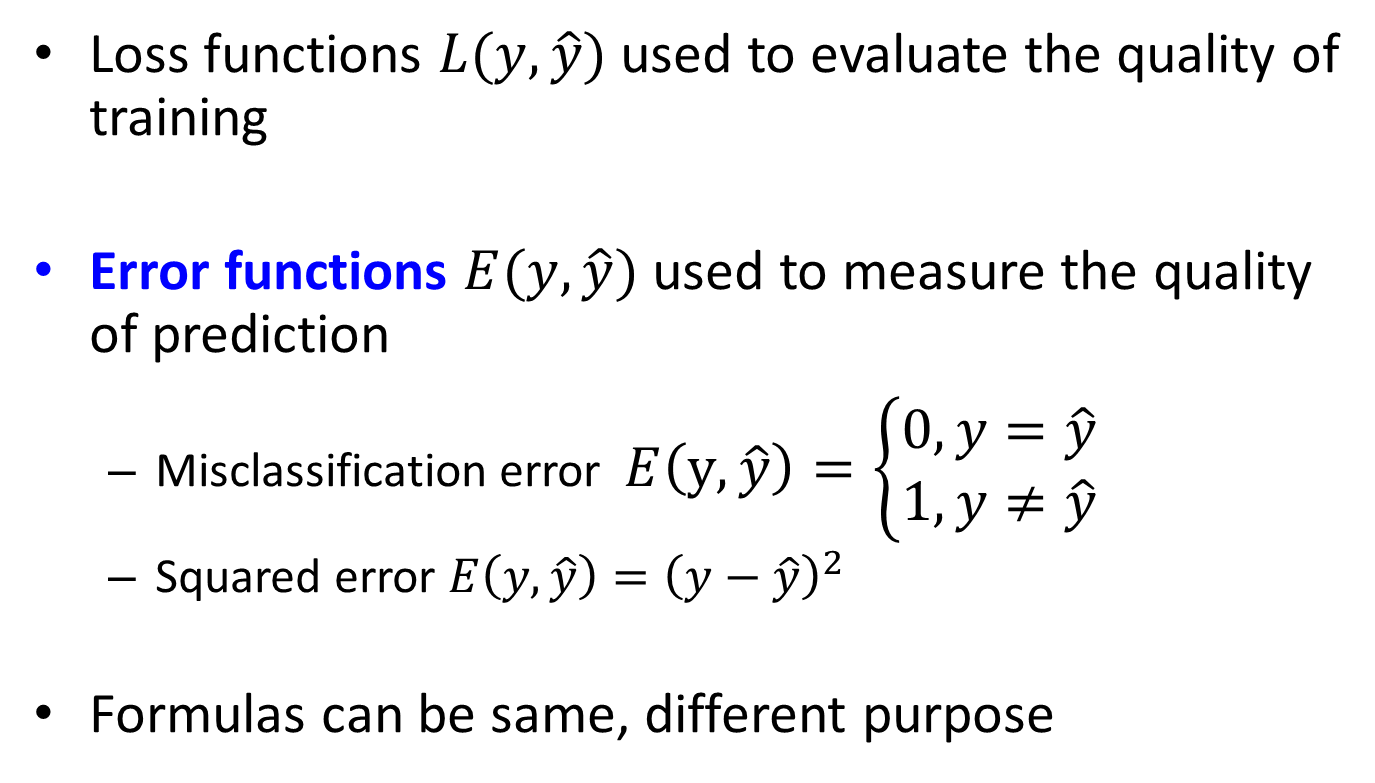 • Loss functions 𝐿(𝑦, 𝑦̂) used to evaluate the quality of
training
• Error functions 𝐸(𝑦, 𝑦̂) used to measure the quality
of prediction
– Misclassification error 𝐸(y, 𝑦̂) = {0, 𝑦 = 𝑦̂
1, 𝑦 ≠ 𝑦̂
– Squared error 𝐸(𝑦, 𝑦̂) = (𝑦 − 𝑦̂)²
• Formulas can be same, different purpose